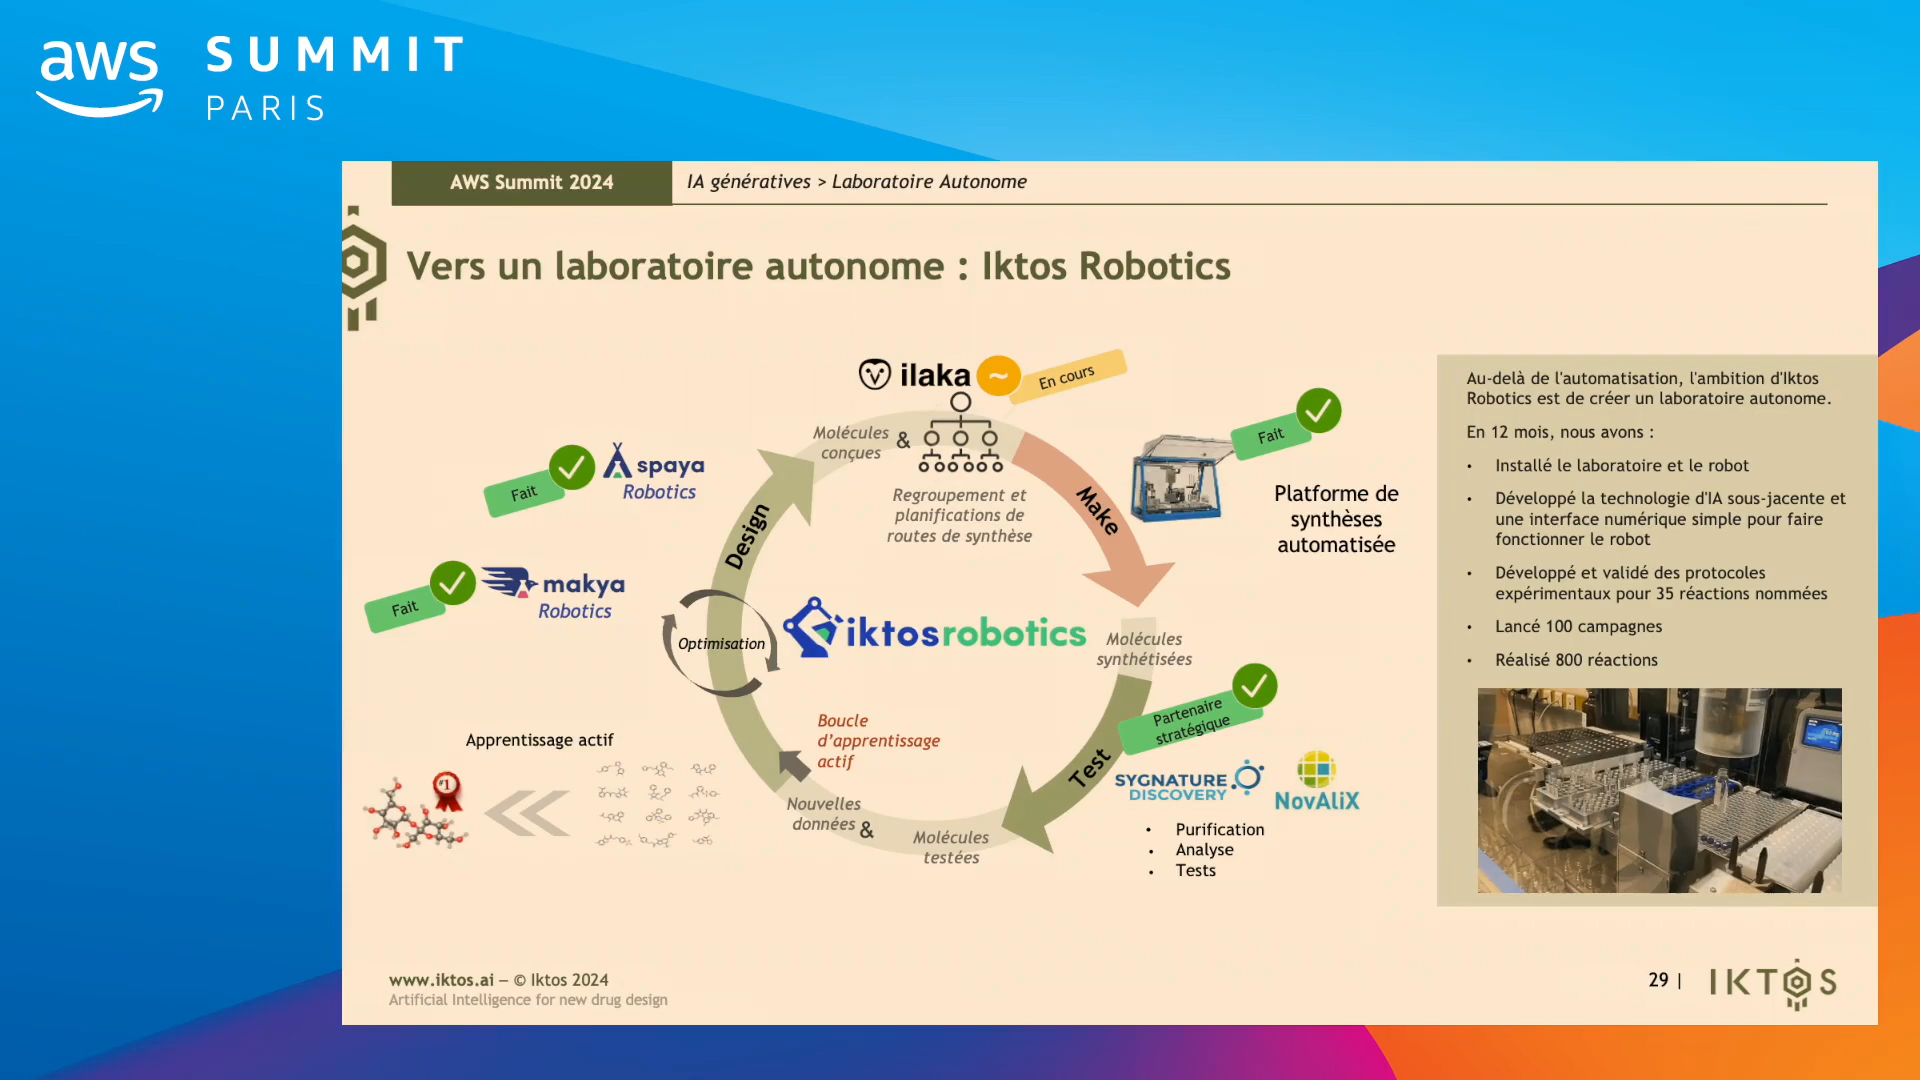 aws SUMMIT
PARIS
AWS Summit 2024
IA génératives > Laboratoire Autonome
Vers un laboratoire autonome : Iktos Robotics
ilaka
~
En cours
Molécules
conçues
&
Regroupement et
planifications de
routes de synthèse
Fait
spaya
Robotics
Fait
makya
Robotics
Design
Make
Fait
Platforme de
synthèses
automatisée
Optimisation
iktosrobotics
Molécules
synthétisées
Partenaire
stratégique
Test
SYGNATURE
DISCOVERY
NovAliX
• Purification
• Analyse
• Tests
Boucle
d’apprentissage
actif
Nouvelles
données
&
Molécules
testées
Apprentissage actif
#1
Au-delà de l'automatisation, l'ambition d'Iktos
Robotics est de créer un laboratoire autonome.
En 12 mois, nous avons :
• Installé le laboratoire et le robot
• Développé la technologie d'IA sous-jacente et
une interface numérique simple pour faire
fonctionner le robot
• Développé et validé des protocoles
expérimentaux pour 35 réactions nommées
• Lancé 100 campagnes
• Réalisé 800 réactions
www.iktos.ai – © Iktos 2024
Artificial Intelligence for new drug design
29 |
IKTOS